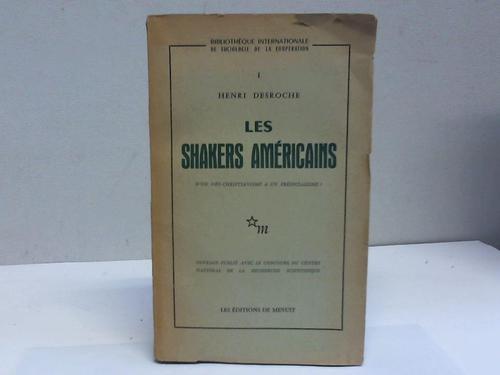 BIBLIOTHÈQUE INTERNATIONALE
DE SOCIOLOGIE DE LA COOPÉRATION
I
HENRI DESROCHE
LES
SHAKERS AMÉRICAINS
D'UN NÉO-CHRISTIANISME A UN PRÉSOCIALISME ?
m
OUVRAGE PUBLIÉ AVEC LE CONCOURS DU CENTRE
NATIONAL DE LA RECHERCHE SCIENTIFIQUE
LES ÉDITIONS DE MINUIT